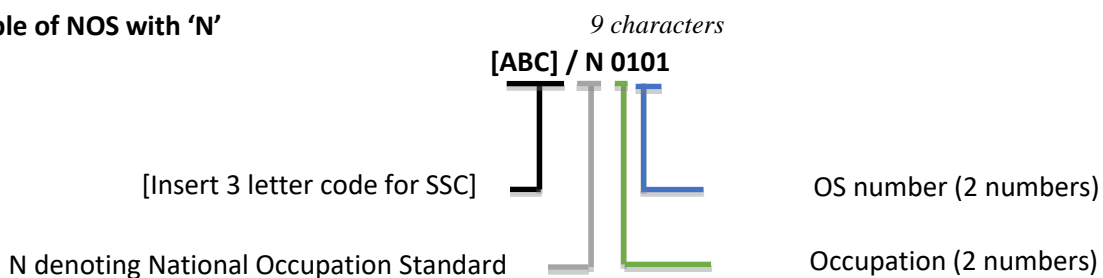 of NOS with ‘N’
9 characters
[ABC] / N 0101
[Insert 3 letter code for SSC]
OS number (2 numbers)
N denoting National Occupation Standard
Occupation (2 numbers)